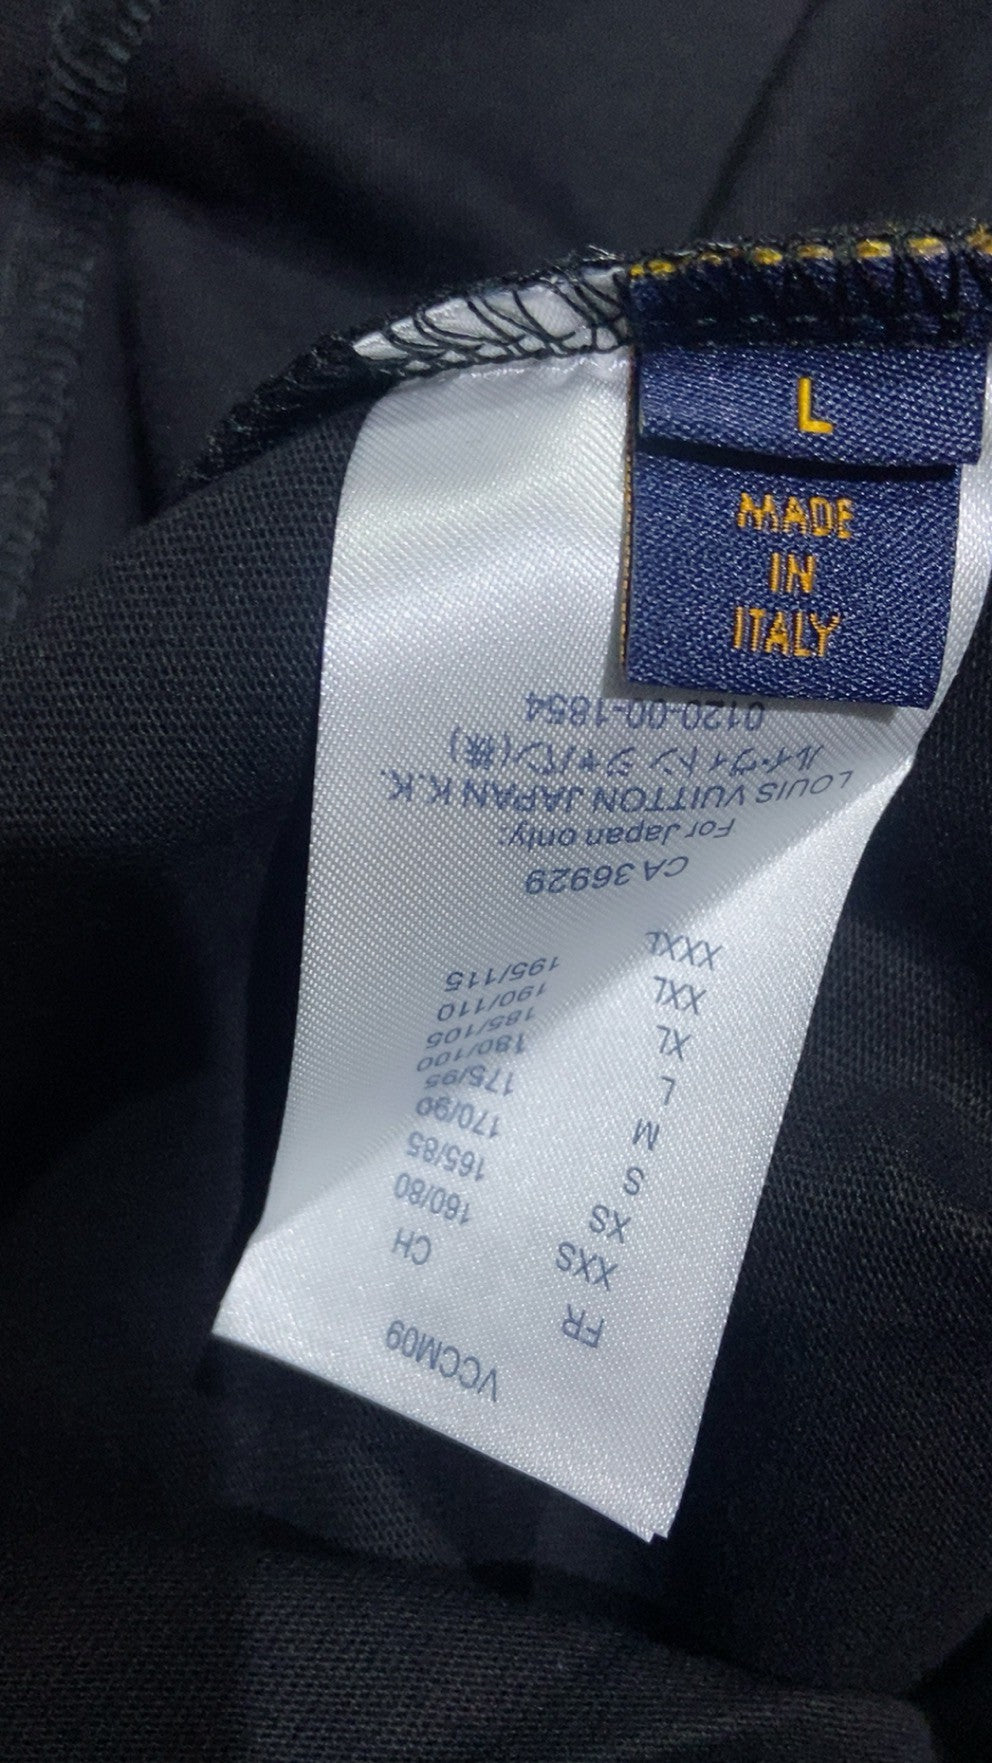 L
MADE
IN
ITALY
VCCM09
FR CH
XXS 160/80
XS 165/85
S 170/90
M 175/95
L 180/100
XL 185/105
XXL 190/110
XXXL 195/115
CA 36929
For Japan only:
LOUIS VUITTON JAPAN K.K.
ルイ・ヴィトン ジャパン(株)
0120-00-1854